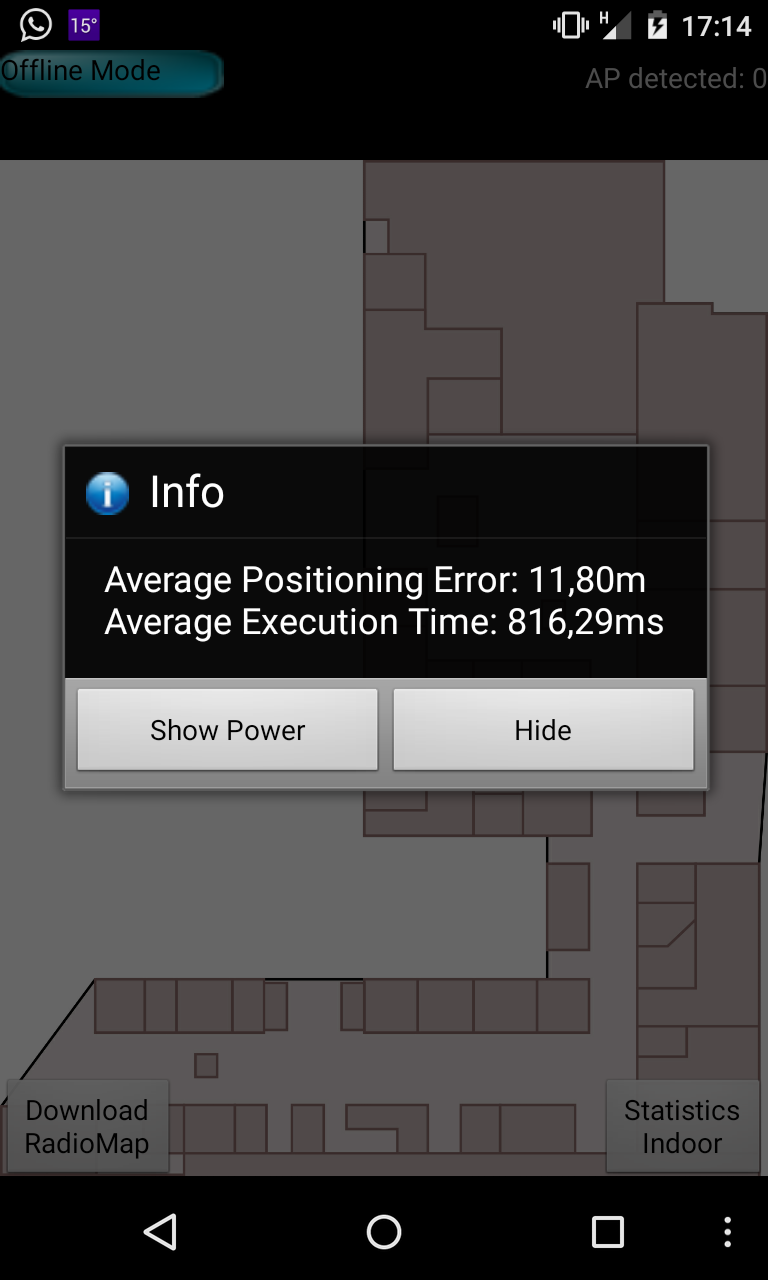 15°
H
17:14
Offline Mode
AP detected: 0
Info
Average Positioning Error: 11,80m
Average Execution Time: 816,29ms
Show Power
Hide
Download
RadioMap
Statistics
Indoor